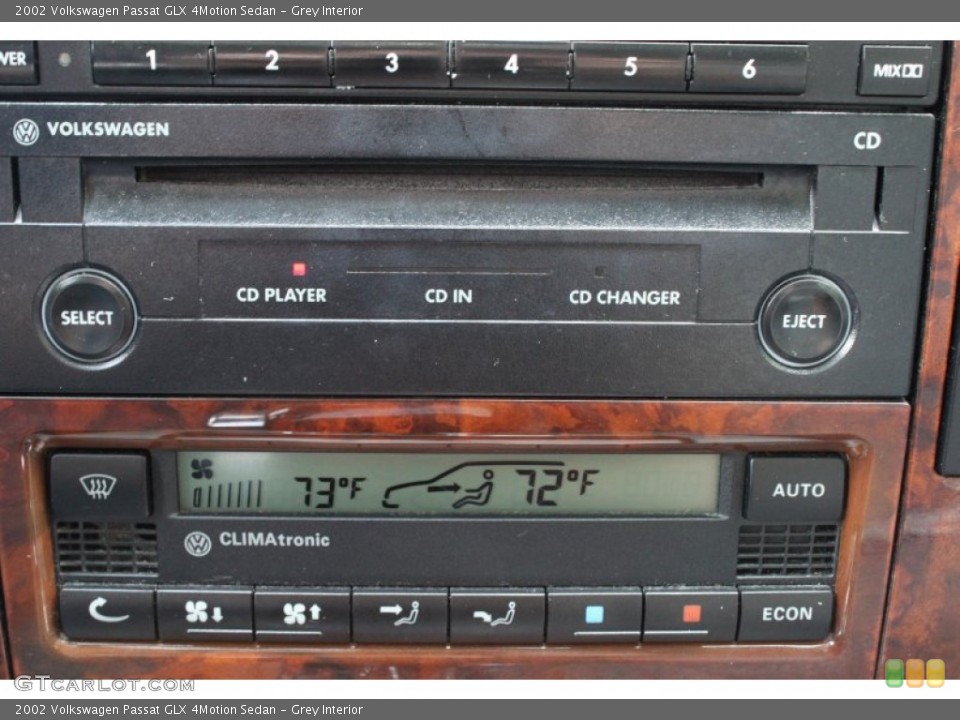 2002 Volkswagen Passat GLX 4Motion Sedan - Grey Interior
1 2 3 4 5 6 MIX
VOLKSWAGEN CD
CD PLAYER CD IN CD CHANGER
SELECT EJECT
73°F 72°F
AUTO
CLIMAtronic
ECON
GTCARLOT.COM
2002 Volkswagen Passat GLX 4Motion Sedan - Grey Interior